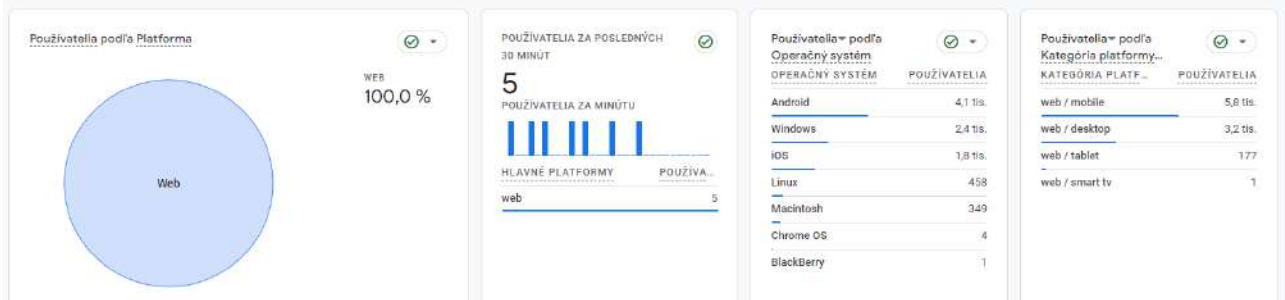 Používatelia podľa Platforma
WEB
100,0 %
Web
POUŽÍVATELIA ZA POSLEDNÝCH
30 MINÚT
5
POUŽÍVATELIA ZA MINÚTU
HLAVNÉ PLATFORMY POUŽÍVA...
web 5
Používatelia podľa
Operačný systém
OPERAČNÝ SYSTÉM POUŽÍVATELIA
Android 4,1 tis.
Windows 2,4 tis.
iOS 1,8 tis.
Linux 458
Macintosh 349
Chrome OS 4
BlackBerry 1
Používatelia podľa
Kategória platformy...
KATEGÓRIA PLATF... POUŽÍVATELIA
web / mobile 5,8 tis.
web / desktop 3,2 tis.
web / tablet 177
web / smart tv 1